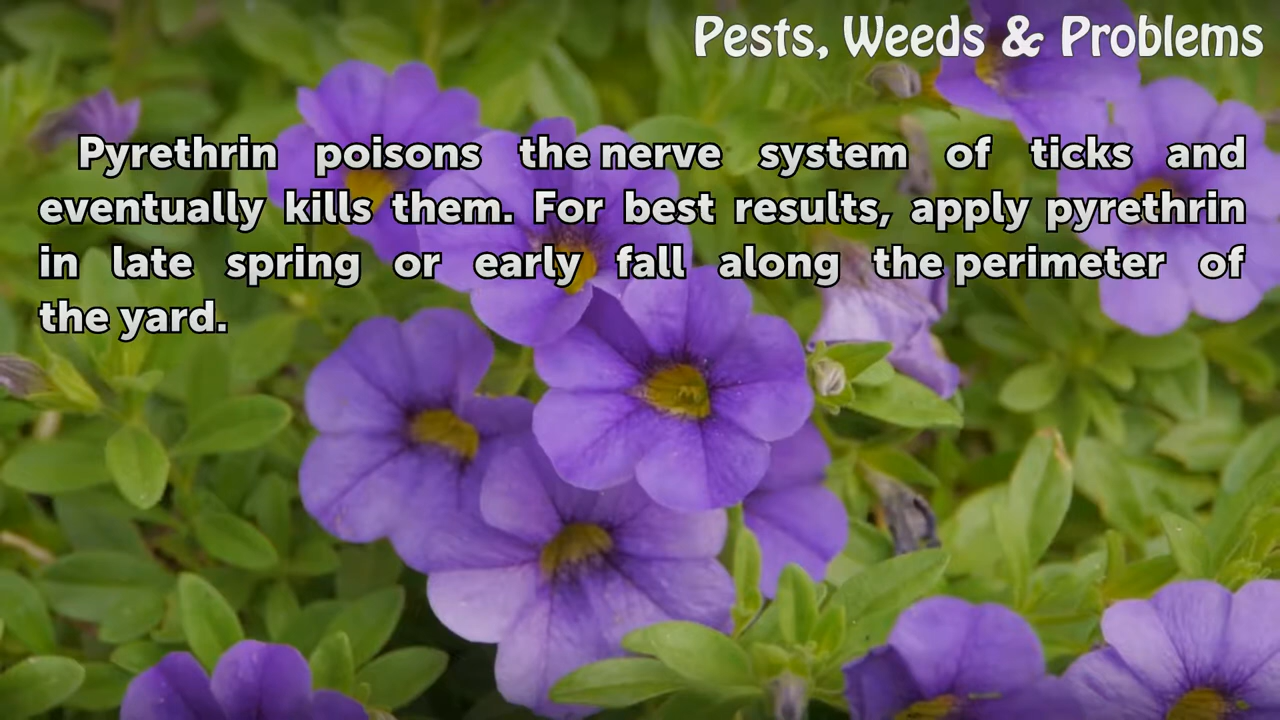 Pests, Weeds & Problems
Pyrethrin poisons the nerve system of ticks and
eventually kills them. For best results, apply pyrethrin
in late spring or early fall along the perimeter of
the yard.